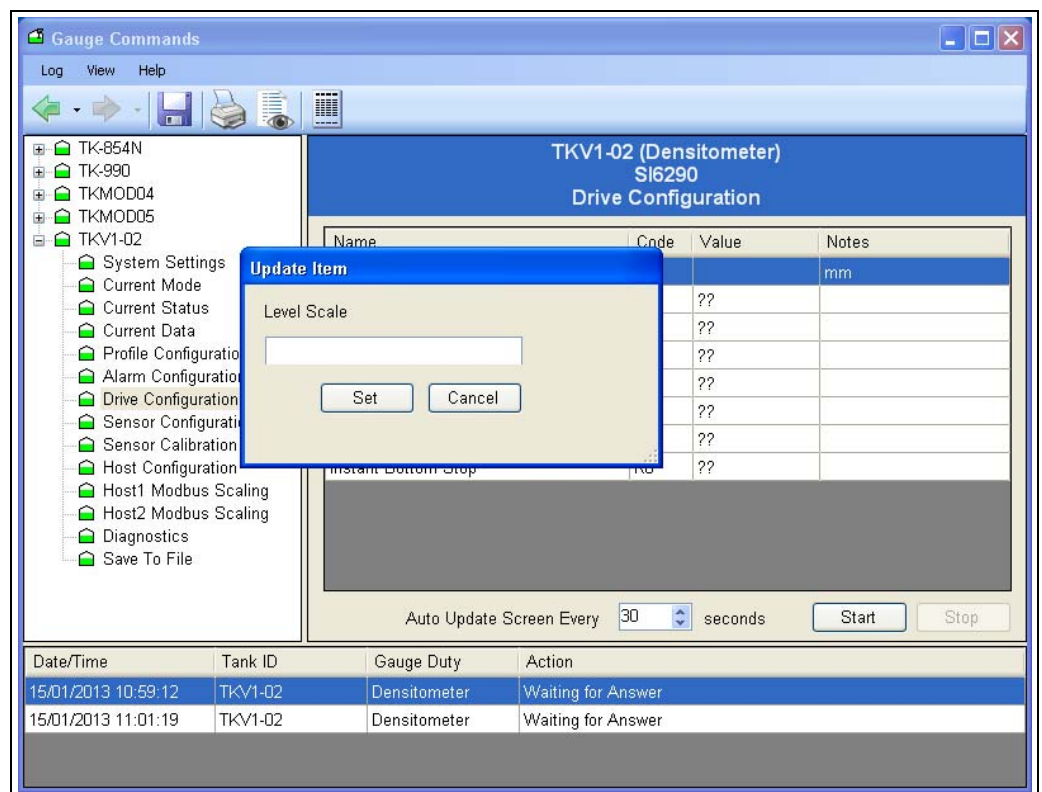 Gauge Commands
Log View Help
TK-854N
TK-990
TKMOD04
TKMOD05
TKV1-02
System Settings
Current Mode
Current Status
Current Data
Profile Configuratio
Alarm Configuration
Drive Configuration
Sensor Configurati
Sensor Calibration
Host Configuration
Host1 Modbus Scaling
Host2 Modbus Scaling
Diagnostics
Save To File
TKV1-02 (Densitometer)
SI6290
Drive Configuration
Name Code Value Notes
mm
??
??
??
??
??
??
Instant Bottom Stop ??
Update Item
Level Scale
Set Cancel
Auto Update Screen Every 30 seconds Start Stop
Date/Time Tank ID Gauge Duty Action
15/01/2013 10:59:12 TKV1-02 Densitometer Waiting for Answer
15/01/2013 11:01:19 TKV1-02 Densitometer Waiting for Answer